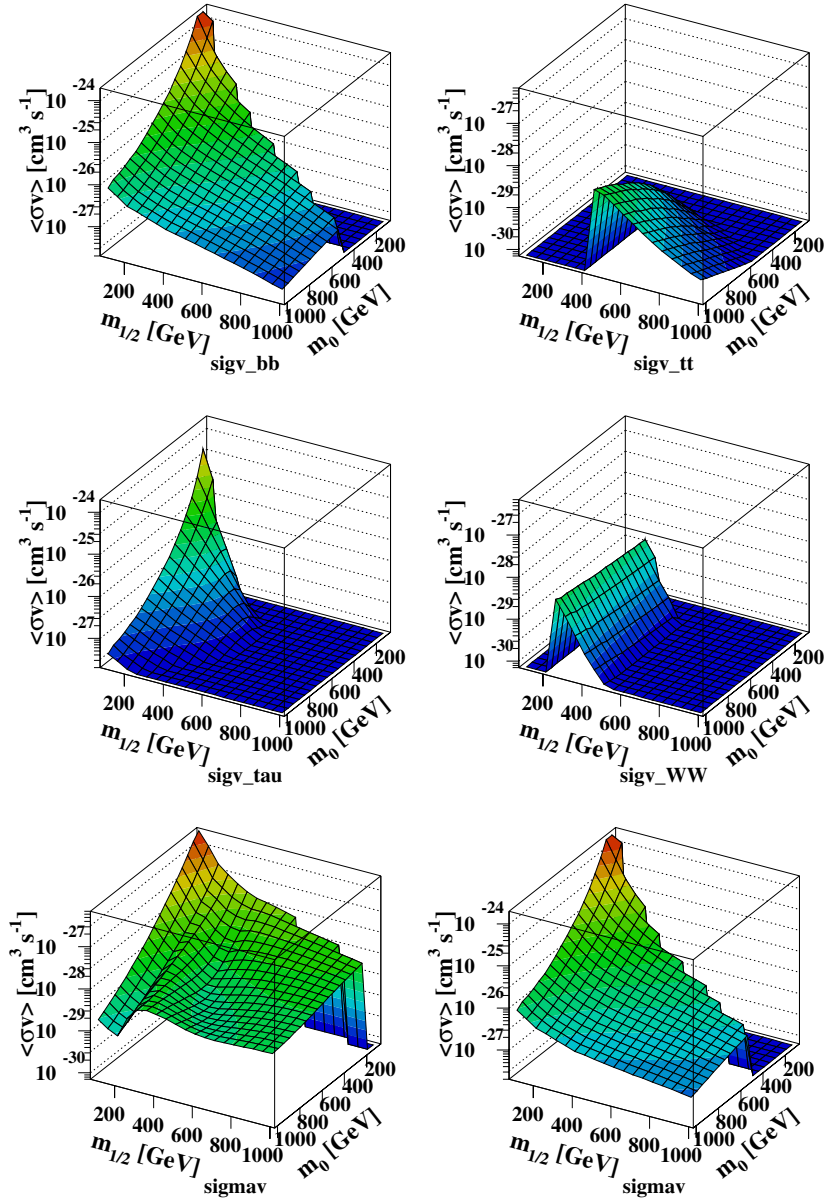 <σv> [cm³ s⁻¹]
10⁻²⁴
10⁻²⁵
10⁻²⁶
10⁻²⁷
200 400 600 800 1000
m₁/₂ [GeV]
1000 800 600 400 200
m₀ [GeV]
sigv_bb
<σv> [cm³ s⁻¹]
10⁻²⁷
10⁻²⁸
10⁻²⁹
10⁻³⁰
200 400 600 800 1000
m₁/₂ [GeV]
1000 800 600 400 200
m₀ [GeV]
sigv_tt
<σv> [cm³ s⁻¹]
10⁻²⁴
10⁻²⁵
10⁻²⁶
10⁻²⁷
200 400 600 800 1000
m₁/₂ [GeV]
1000 800 600 400 200
m₀ [GeV]
sigv_tau
<σv> [cm³ s⁻¹]
10⁻²⁷
10⁻²⁸
10⁻²⁹
10⁻³⁰
200 400 600 800 1000
m₁/₂ [GeV]
1000 800 600 400 200
m₀ [GeV]
sigv_WW
<σv> [cm³ s⁻¹]
10⁻²⁷
10⁻²⁸
10⁻²⁹
10⁻³⁰
200 400 600 800 1000
m₁/₂ [GeV]
1000 800 600 400 200
m₀ [GeV]
sigmav
<σv> [cm³ s⁻¹]
10⁻²⁴
10⁻²⁵
10⁻²⁶
10⁻²⁷
200 400 600 800 1000
m₁/₂ [GeV]
1000 800 600 400 200
m₀ [GeV]
sigmav